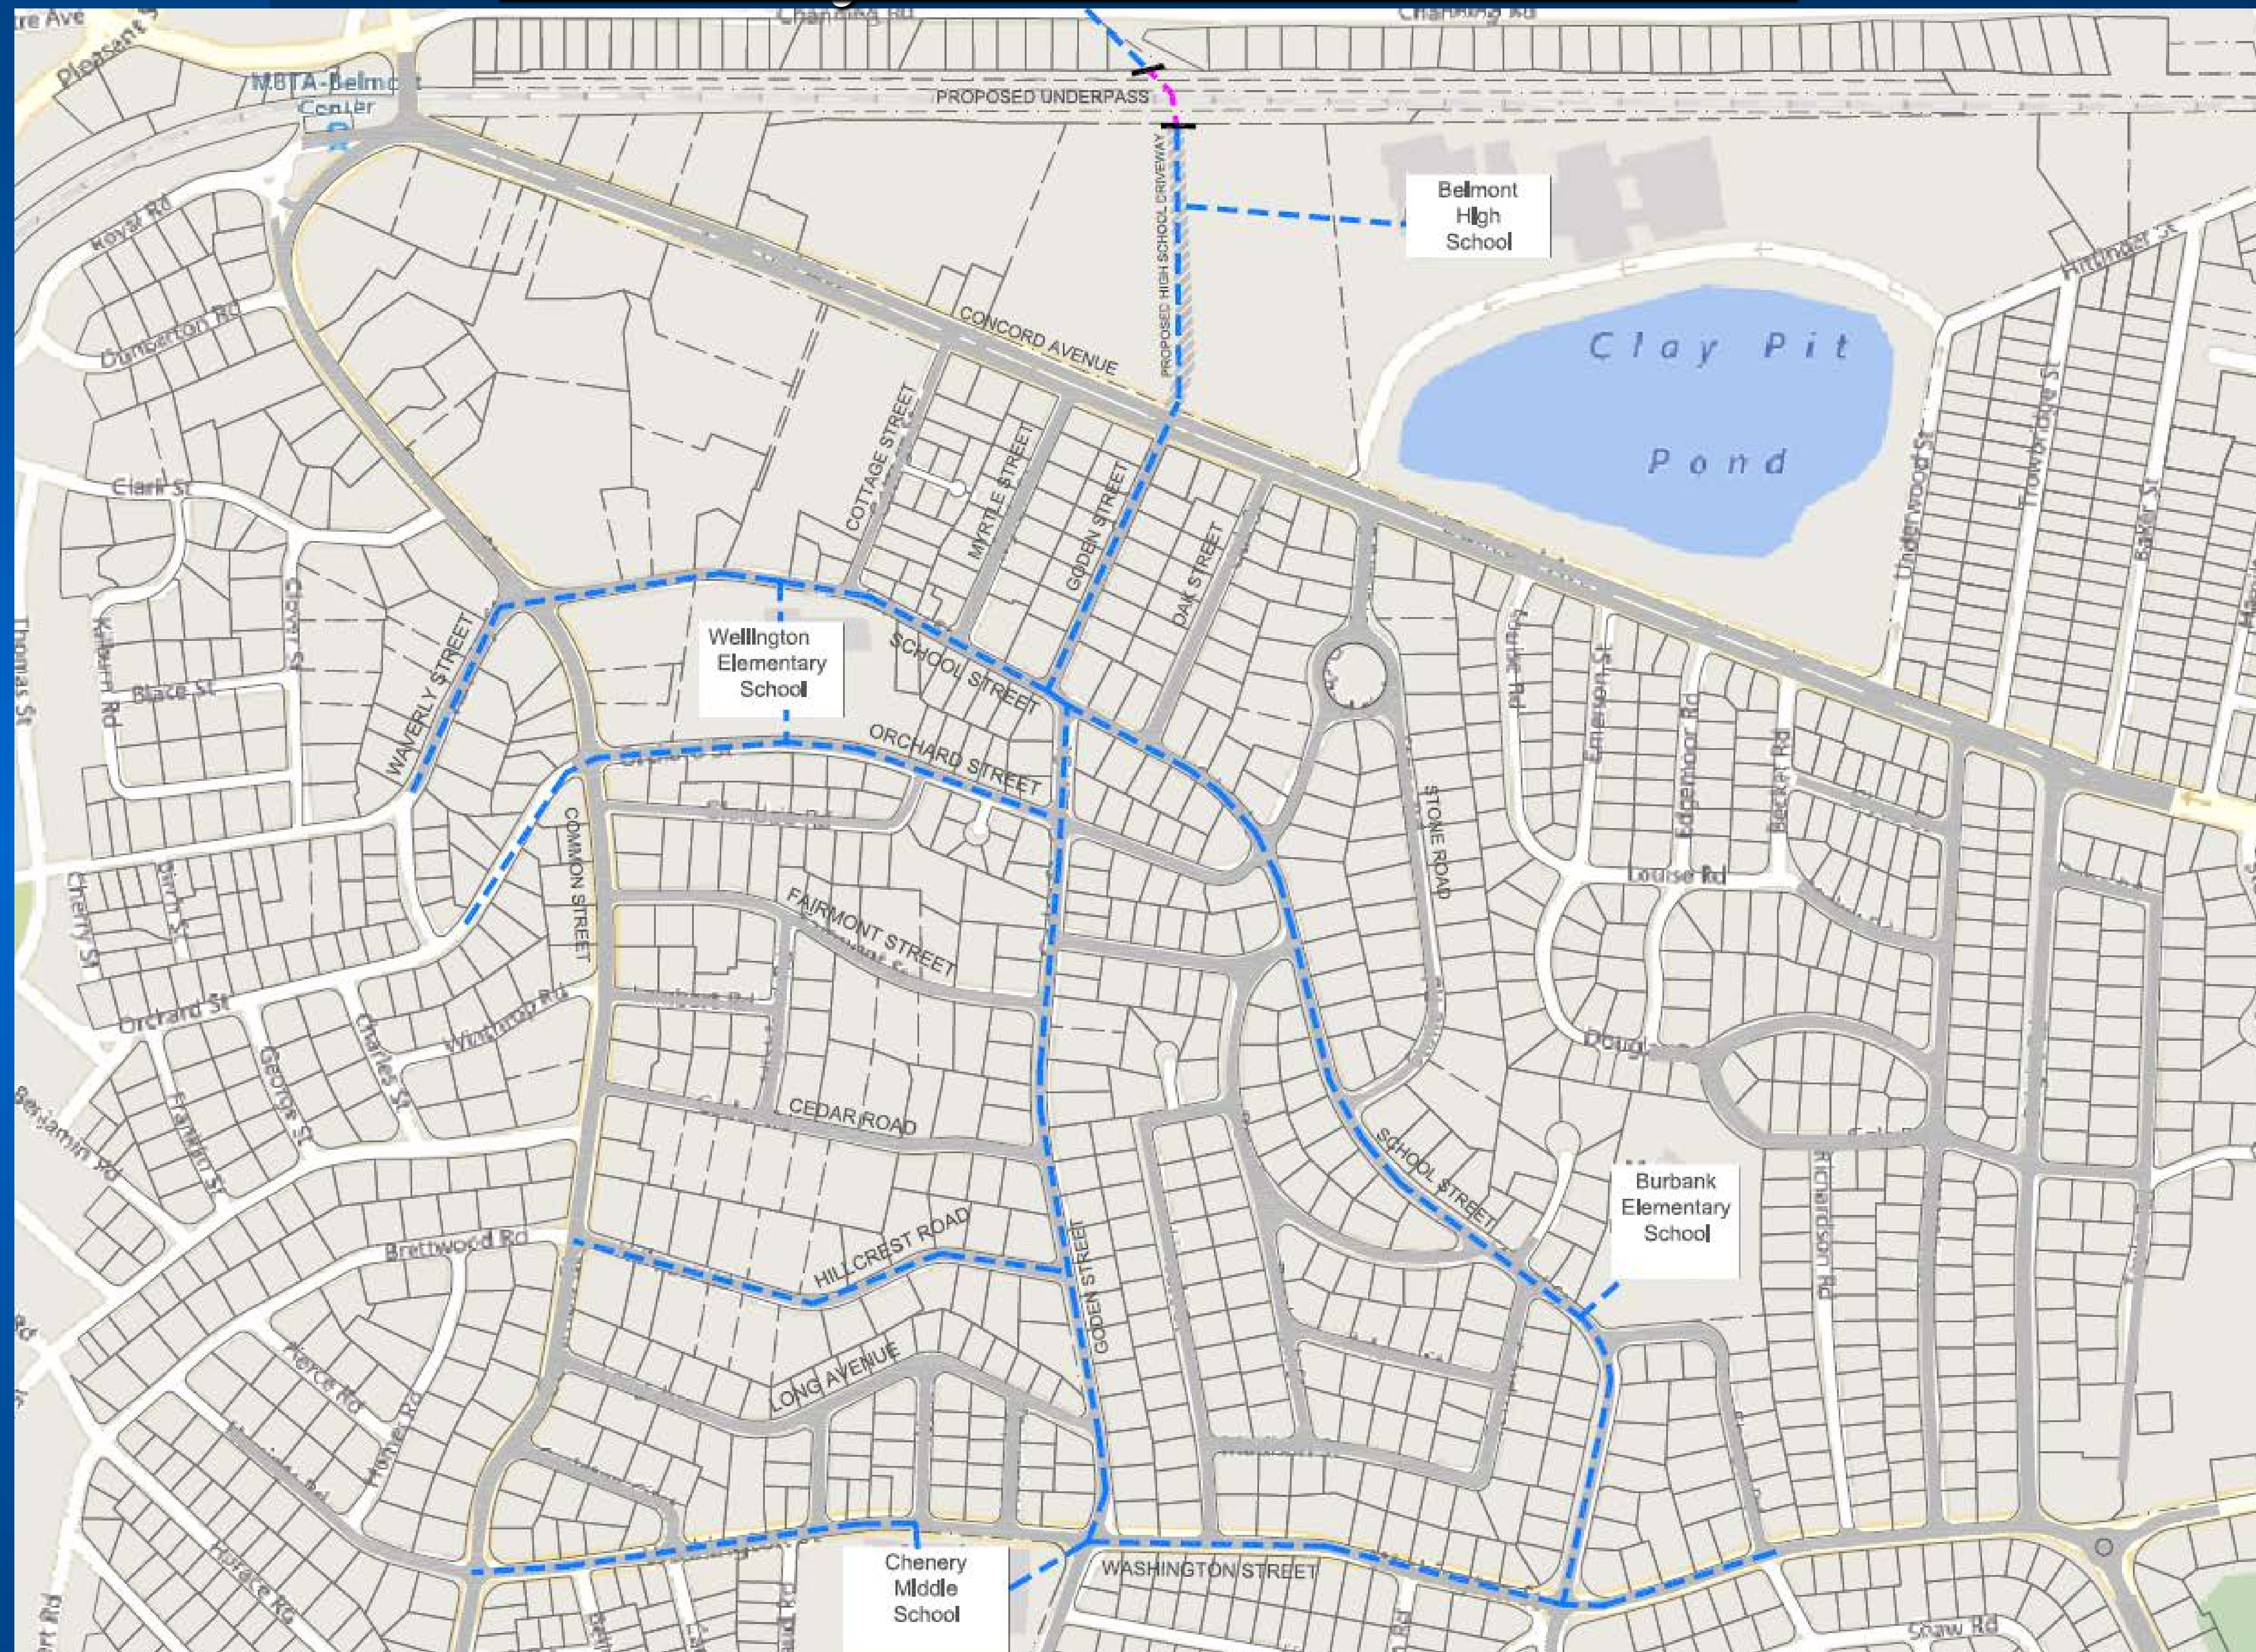 Channing Rd
Channing Rd
Pleasent
MBTA-Belmont
Center
PROPOSED UNDERPASS
PROPOSED HIGH SCHOOL DRIVEWAY
Belmont
High
School
Royal Rd
Dunbarton Rd
CONCORD AVENUE
Hittinger St
Clay Pit
Pond
COTTAGE STREET
MYRTLE STREET
GODEN STREET
OAK STREET
Underwood St
Trowbridge St
Baker St
Clark St
Clover St
Kilburn Rd
Blace St
Thomas St
WAVERLY STREET
Wellington
Elementary
School
SCHOOL STREET
ORCHARD STREET
Orchard St
COMMON STREET
STONE ROAD
Louise Rd
Emerson St
Edgemoor Rd
Becket Rd
Cherry St
FAIRMONT STREET
Orchard St
Charles St
Winthrop Rd
George St
Franklin St
Benjamin Rd
CEDAR ROAD
SCHOOL STREET
Burbank
Elementary
School
Richardson Rd
Brettwood Rd
HILLCREST ROAD
GODEN STREET
Pierce Rd
Homer Rd
LONG AVENUE
Horace Rd
Chenery
Middle
School
WASHINGTON STREET
Shaw Rd